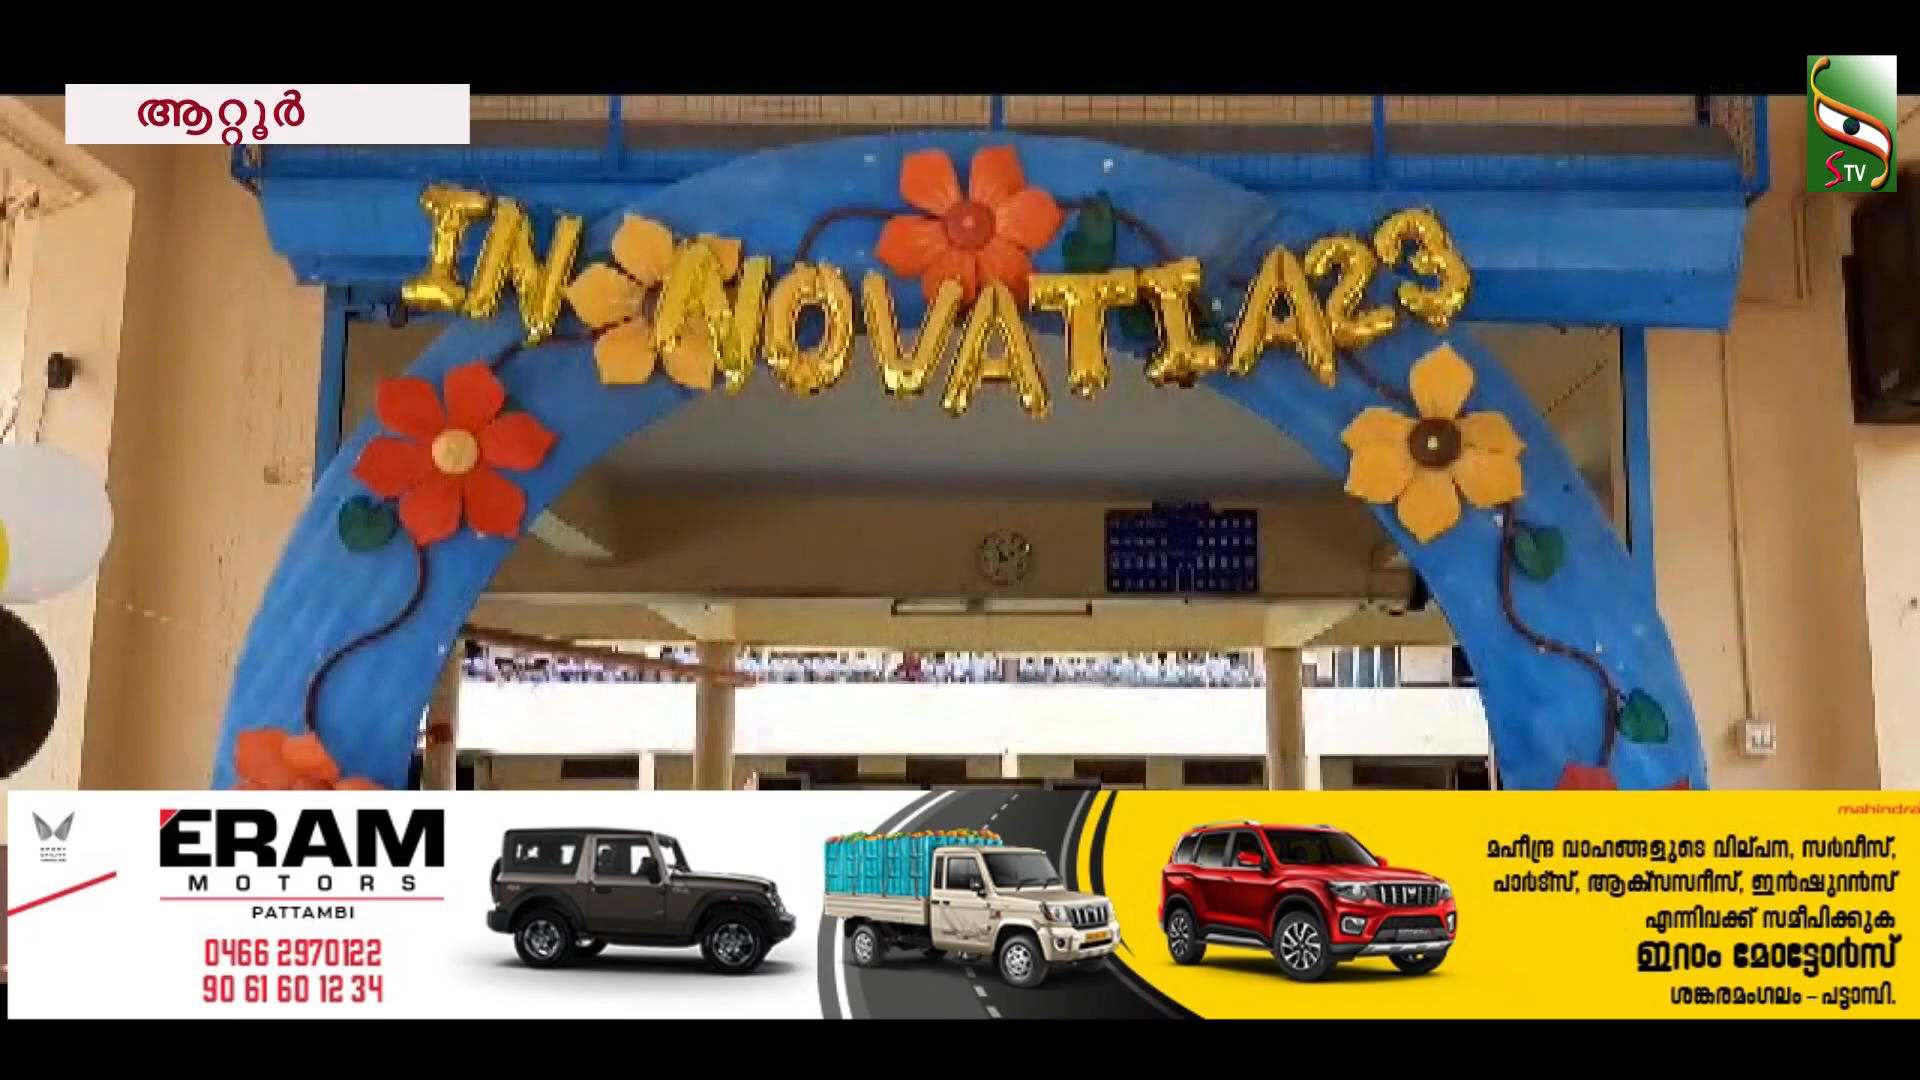 ആറ്റൂർ
STV
INNOVATIA23
ERAM
MOTORS
PATTAMBI
0466 2970122
90 61 60 12 34
mahindra
മഹീന്ദ്ര വാഹങ്ങളുടെ വില്പന, സർവീസ്,
പാർട്സ്, ആക്സസറീസ്, ഇൻഷുറൻസ്
എന്നിവക്ക് സമീപിക്കുക
ഇറാം മോട്ടോർസ്
ശങ്കരമംഗലം – പട്ടാമ്പി.